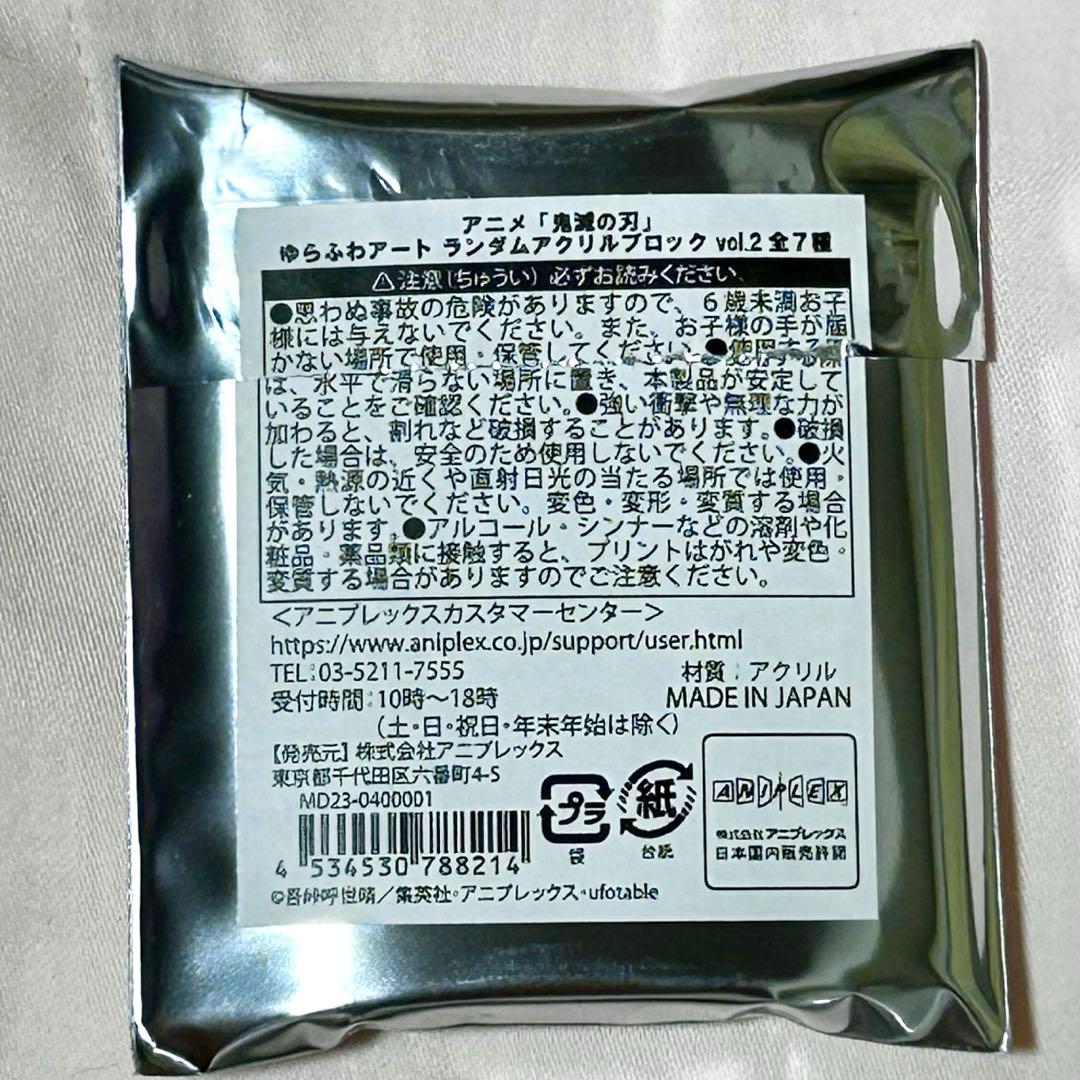 アニメ「鬼滅の刃」
ゆらふわアート ランダムアクリルブロック vol.2 全7種
⚠注意(ちゅうい) 必ずお読みください。
●思わぬ事故の危険がありますので、6歳未満お子
様には与えないでください。また、お子様の手が届
かない場所で使用・保管してください。●使用する際
は、水平で滑らない場所に置き、本製品が安定して
いることをご確認ください。●強い衝撃や無理な力が
加わると、割れなど破損することがあります。●破損
した場合は、安全のため使用しないでください。●火
気・熱源の近くや直射日光の当たる場所では使用・
保管しないでください。変色・変形・変質する場合
があります。●アルコール・シンナーなどの溶剤や化
粧品・薬品類に接触すると、プリントはがれや変色・
変質する場合がありますのでご注意ください。
＜アニプレックスカスタマーセンター＞
https://www.aniplex.co.jp/support/user.html
TEL:03-5211-7555
材質：アクリル
受付時間:10時～18時
MADE IN JAPAN
(土・日・祝日・年末年始は除く)
【発売元】株式会社アニプレックス
東京都千代田区六番町4-5
MD23-0400001
プラ
袋
紙
台紙
ANIPLEX
株式会社アニプレックス
日本国内販売許諾
4 534530 788214
©吾峠呼世晴／集英社・アニプレックス・ufotable